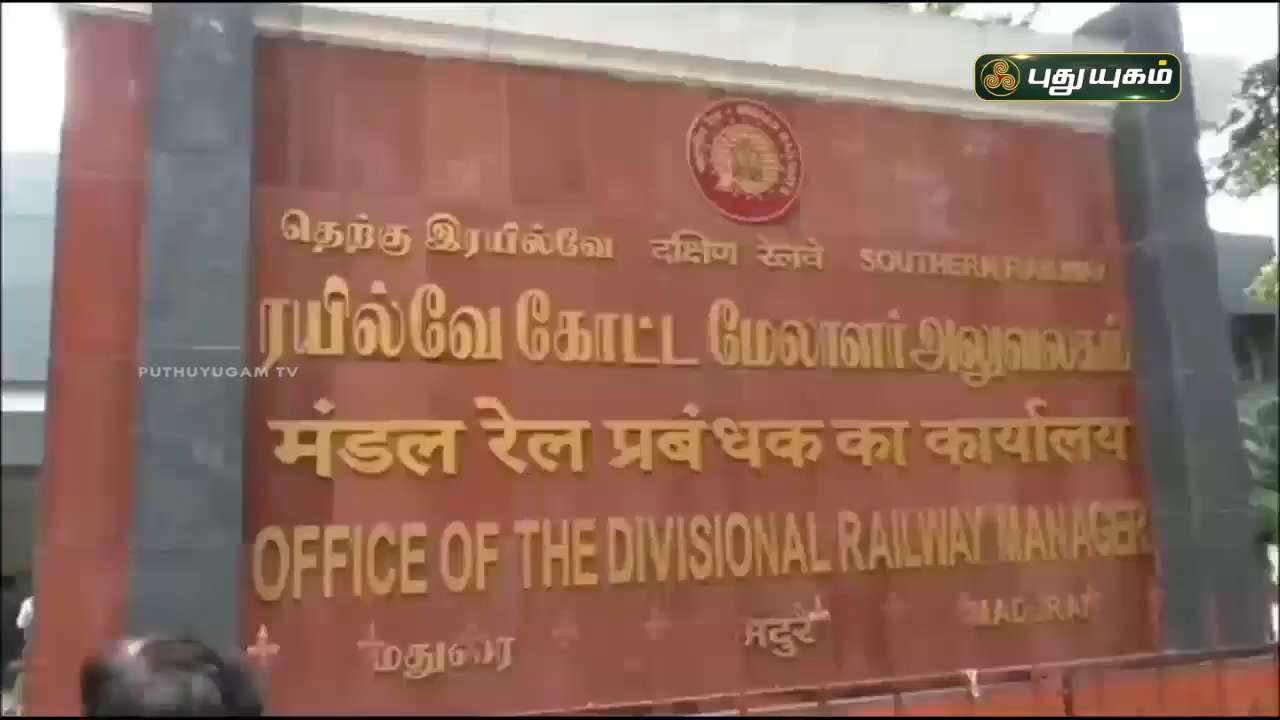 புதுயுகம்
தெற்கு இரயில்வே दक्षिण रेलवे SOUTHERN RAILWAY
ரயில்வே கோட்ட மேலாளர் அலுவலகம்
PUTHUYUGAM TV
मंडल रेल प्रबंधक का कार्यालय
OFFICE OF THE DIVISIONAL RAILWAY MANAGER
மதுரை मदुरै MADURAI